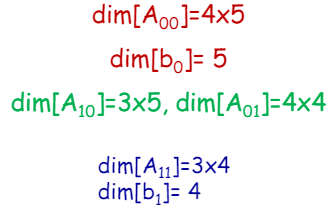 dim[A₀₀]=4x5
dim[b₀]= 5
dim[A₁₀]=3x5, dim[A₀₁]=4x4
dim[A₁₁]=3x4
dim[b₁]= 4